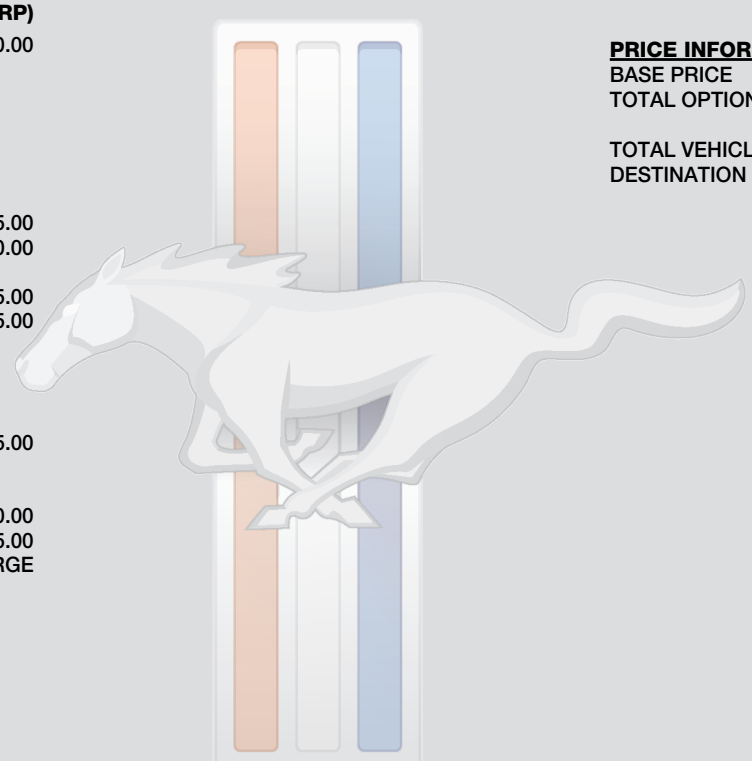 RP)
0.00
5.00
0.00
5.00
5.00
5.00
0.00
5.00
RGE
PRICE INFOR
BASE PRICE
TOTAL OPTION
TOTAL VEHICL
DESTINATION